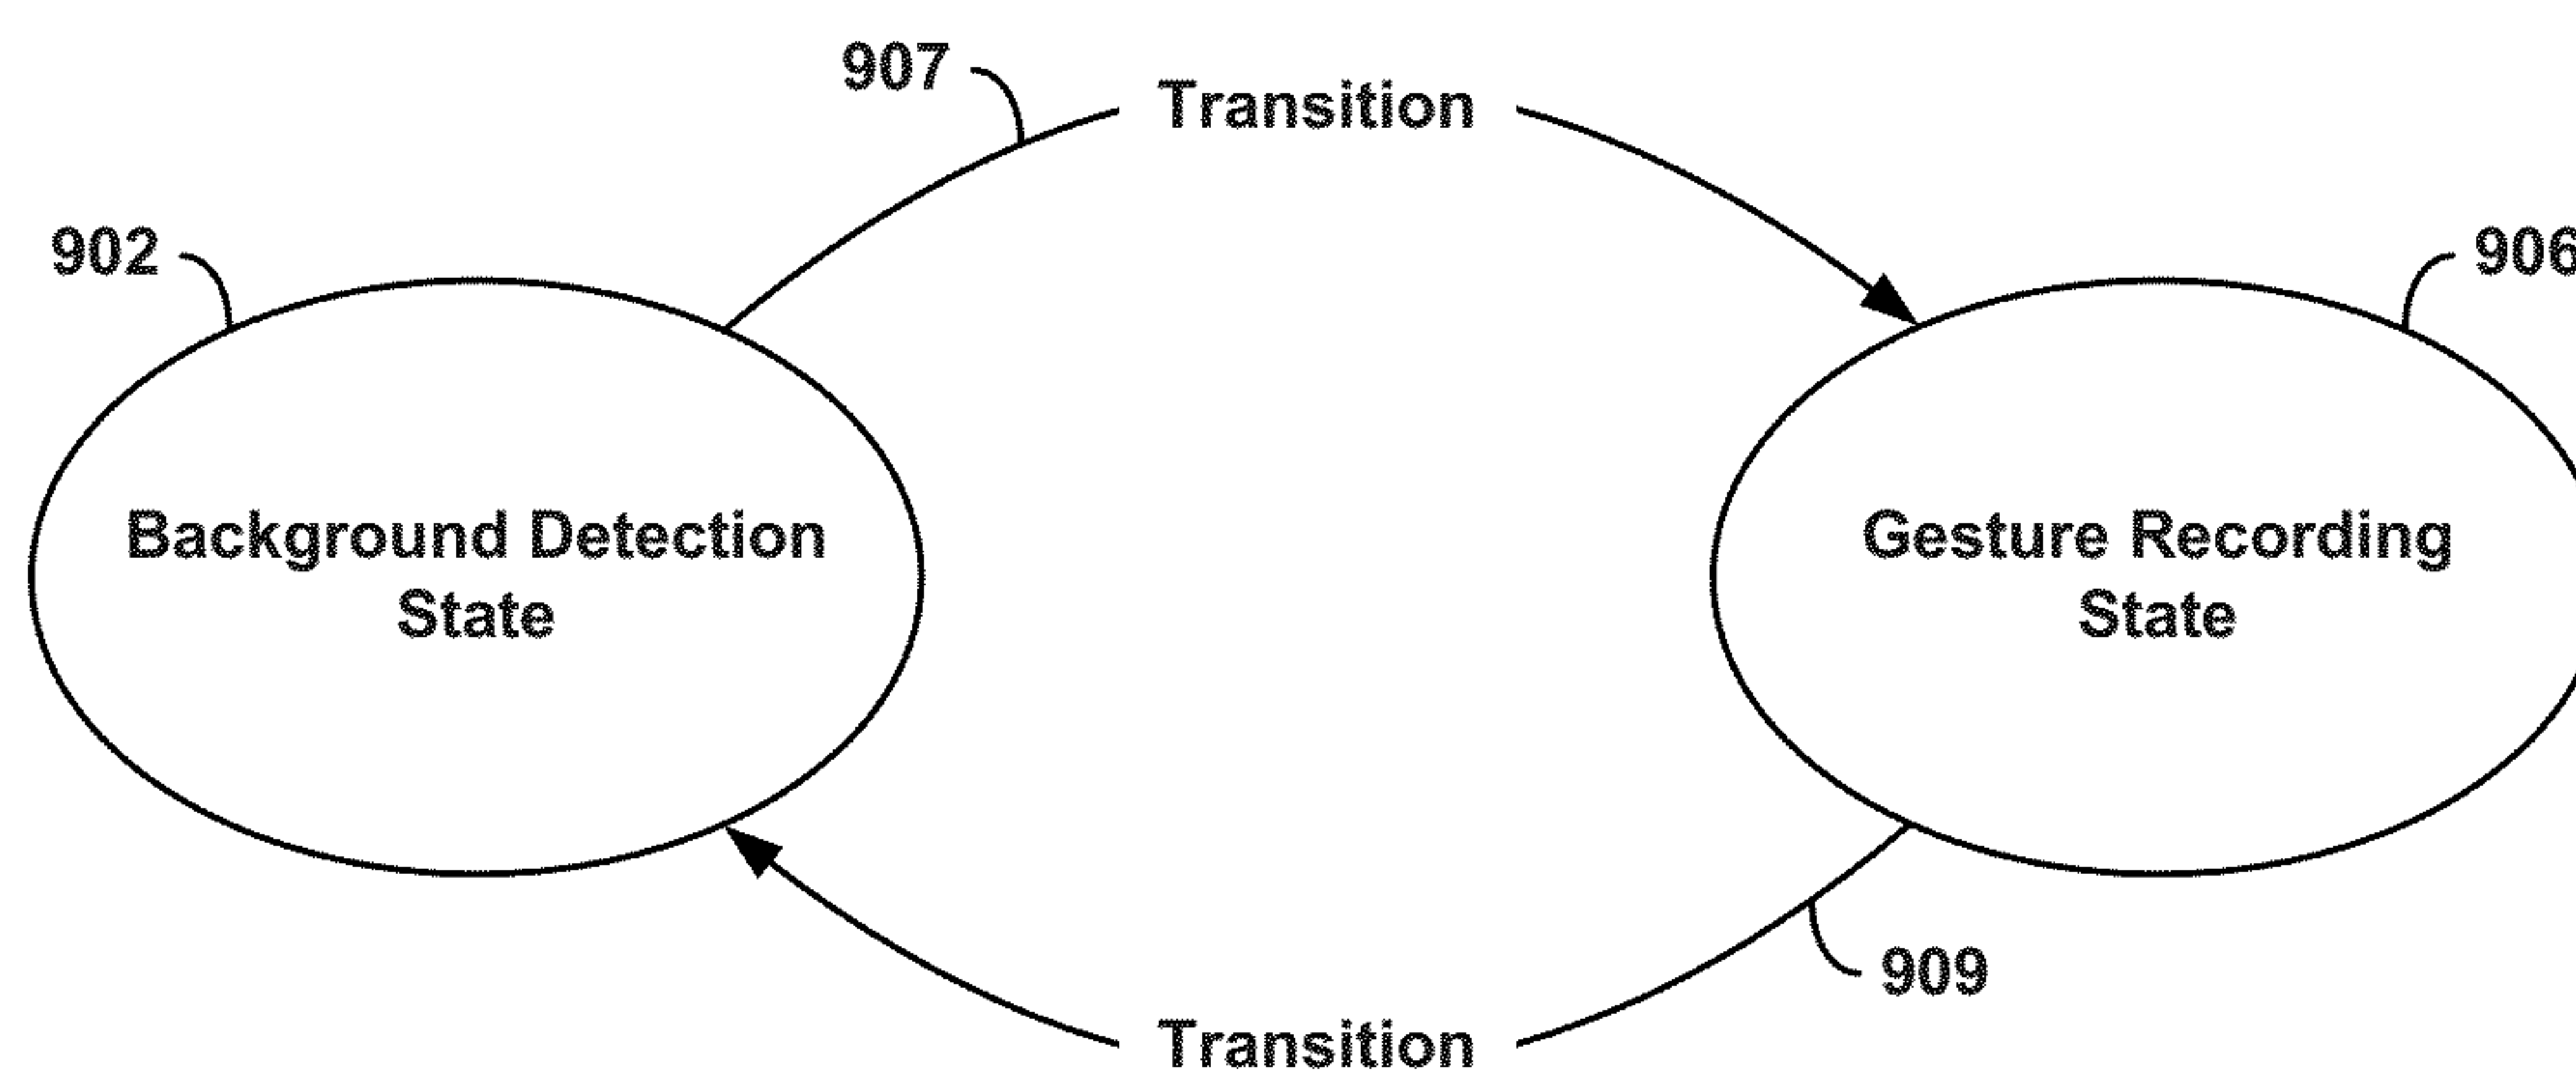 907
Transition
902
906
Background Detection
State
Gesture Recording
State
909
Transition